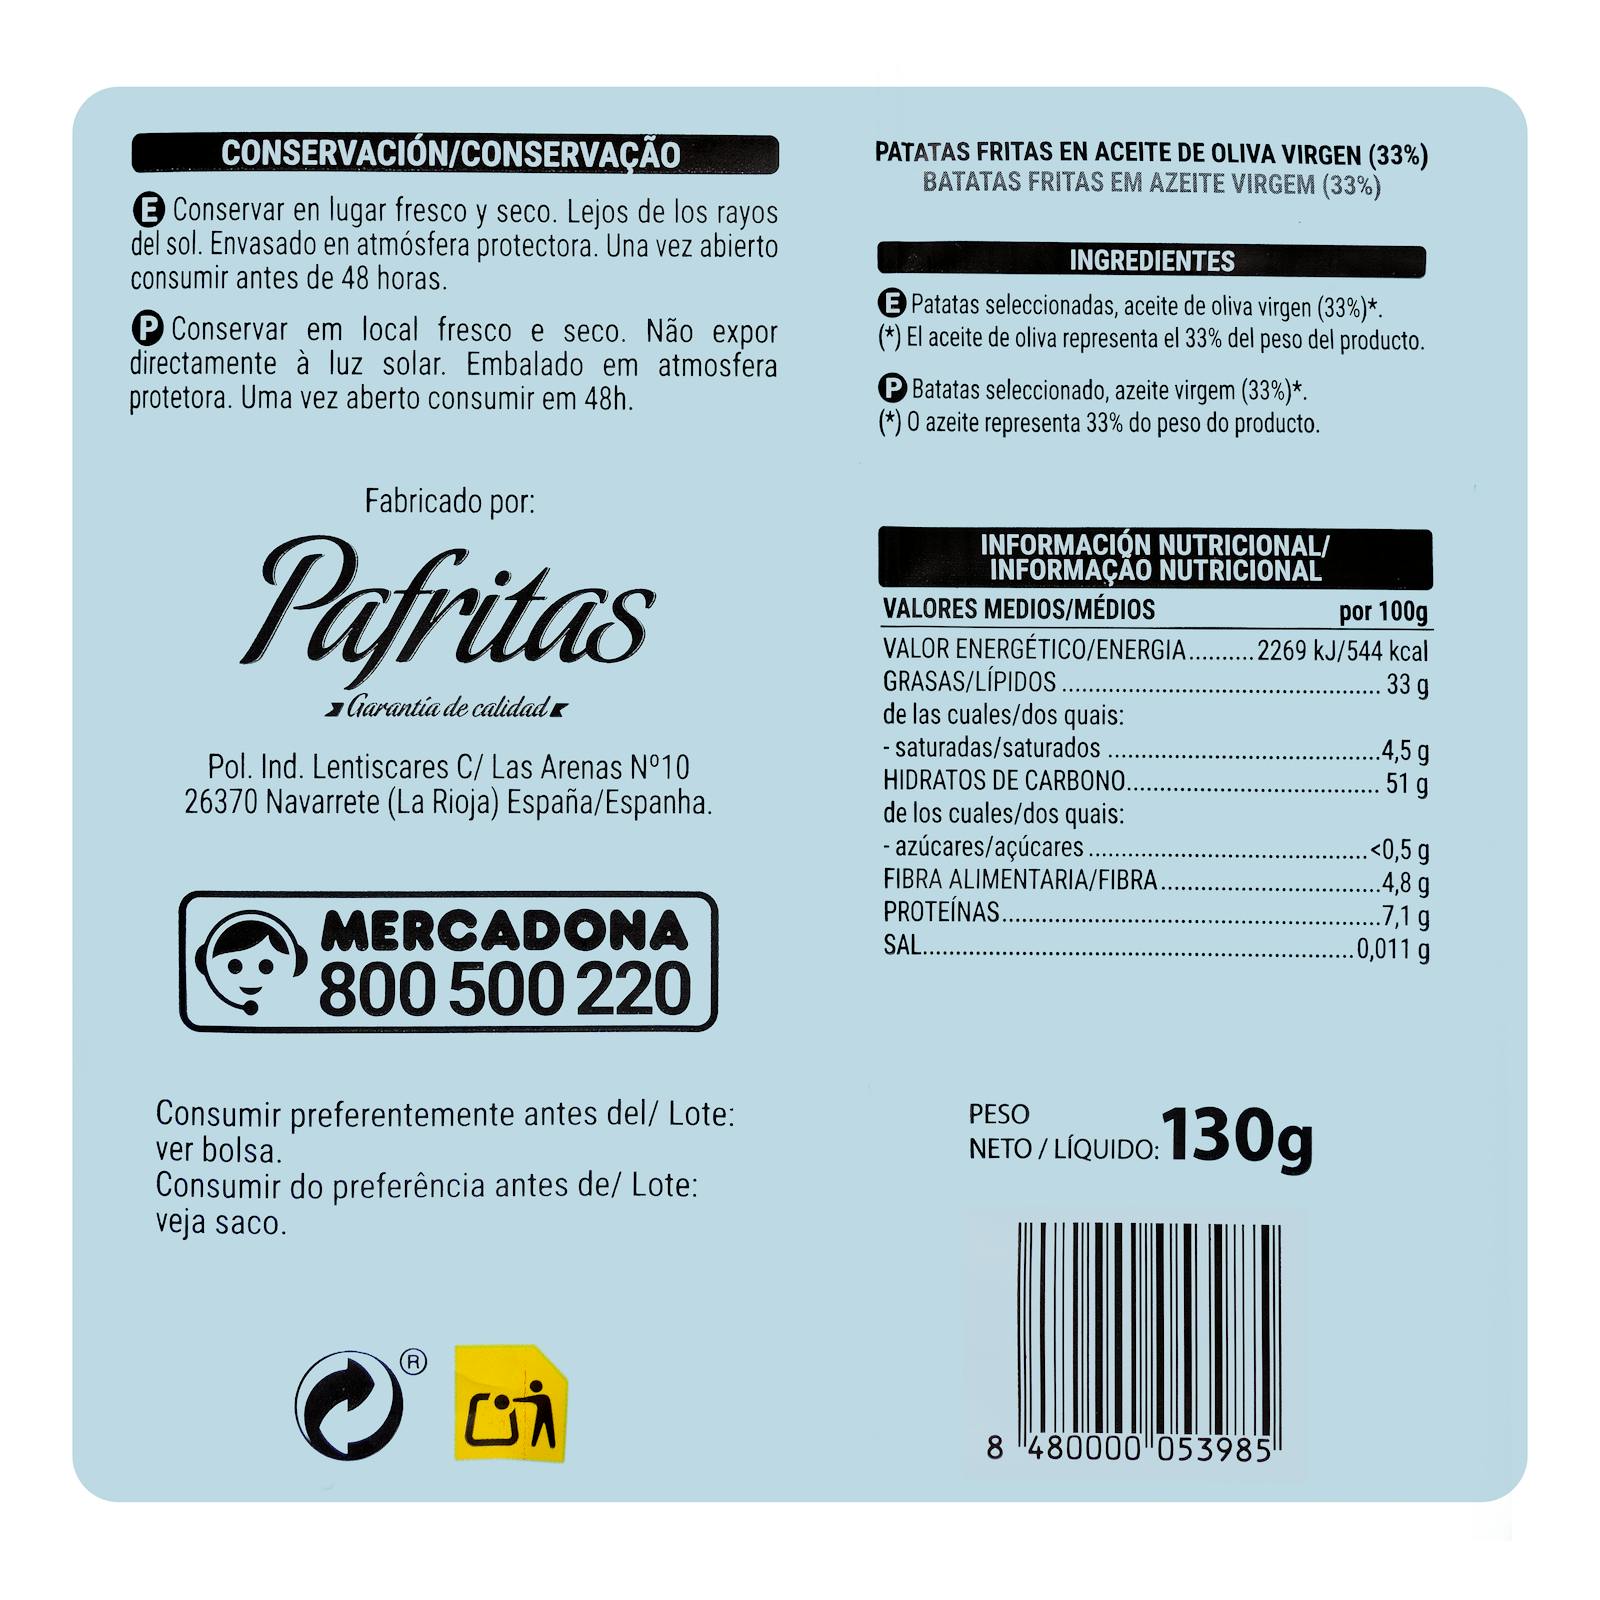 CONSERVACIÓN/CONSERVAÇÃO
E Conservar en lugar fresco y seco. Lejos de los rayos
del sol. Envasado en atmósfera protectora. Una vez abierto
consumir antes de 48 horas.
P Conservar em local fresco e seco. Não expor
directamente à luz solar. Embalado em atmosfera
protetora. Uma vez aberto consumir em 48h.
Fabricado por:
Pafritas
Garantía de calidad
Pol. Ind. Lentiscares C/ Las Arenas Nº10
26370 Navarrete (La Rioja) España/Espanha.
MERCADONA
800 500 220
Consumir preferentemente antes del/ Lote:
ver bolsa.
Consumir do preferência antes de/ Lote:
veja saco.
®
PATATAS FRITAS EN ACEITE DE OLIVA VIRGEN (33%)
BATATAS FRITAS EM AZEITE VIRGEM (33%)
INGREDIENTES
E Patatas seleccionadas, aceite de oliva virgen (33%)*.
(*) El aceite de oliva representa el 33% del peso del producto.
P Batatas seleccionado, azeite virgem (33%)*.
(*) O azeite representa 33% do peso do producto.
INFORMACIÓN NUTRICIONAL/
INFORMAÇÃO NUTRICIONAL
VALORES MEDIOS/MÉDIOS por 100g
VALOR ENERGÉTICO/ENERGIA.......... 2269 kJ/544 kcal
GRASAS/LÍPIDOS ................................................ 33 g
de las cuales/dos quais:
- saturadas/saturados .........................................4,5 g
HIDRATOS DE CARBONO...................................... 51 g
de los cuales/dos quais:
- azúcares/açúcares ..........................................<0,5 g
FIBRA ALIMENTARIA/FIBRA.................................4,8 g
PROTEÍNAS.........................................................7,1 g
SAL.................................................................0,011 g
PESO
NETO / LÍQUIDO: 130g
8 480000 053985